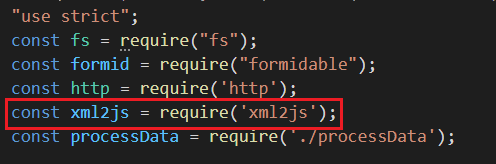 "use strict";
const fs = require("fs");
const formid = require("formidable");
const http = require('http');
const xml2js = require('xml2js');
const processData = require('./processData');